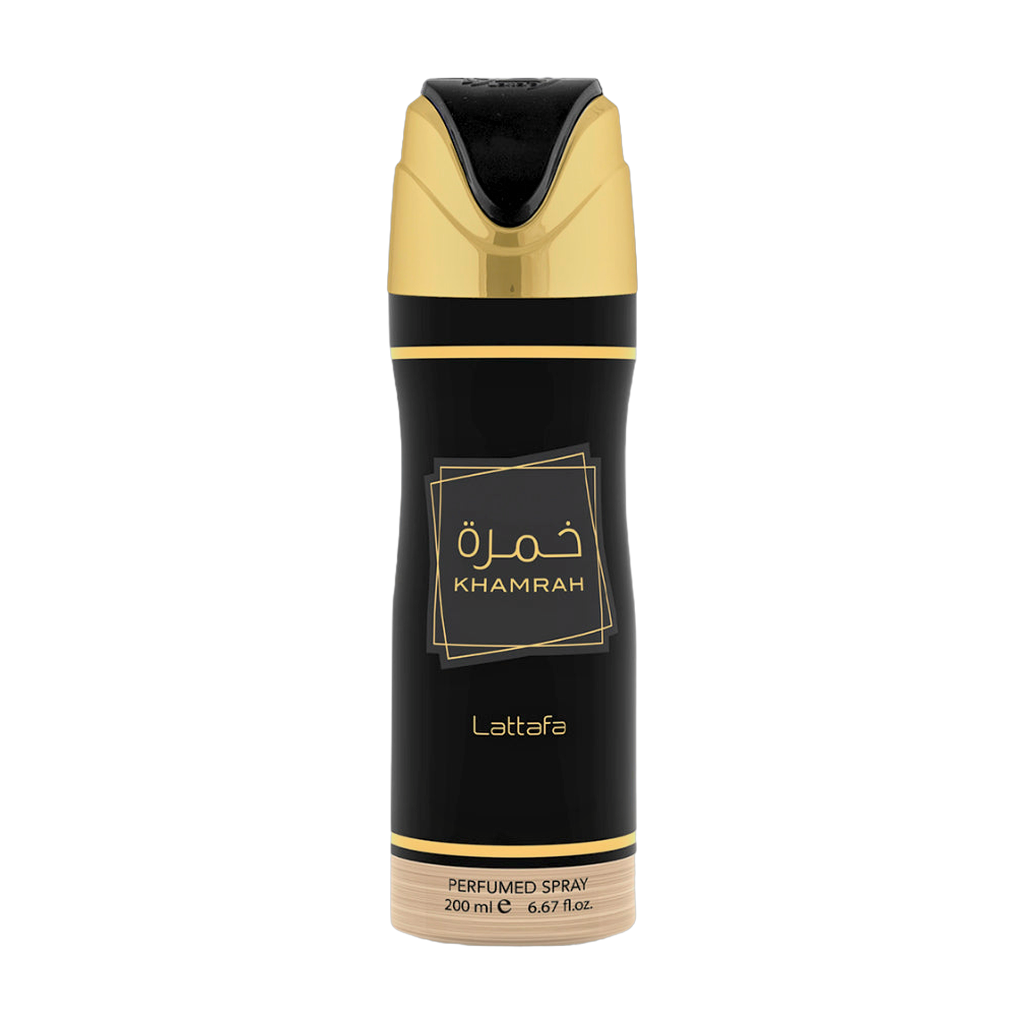 خمرة
KHAMRAH
Lattafa
PERFUMED SPRAY
200 ml e 6.67 fl.oz.